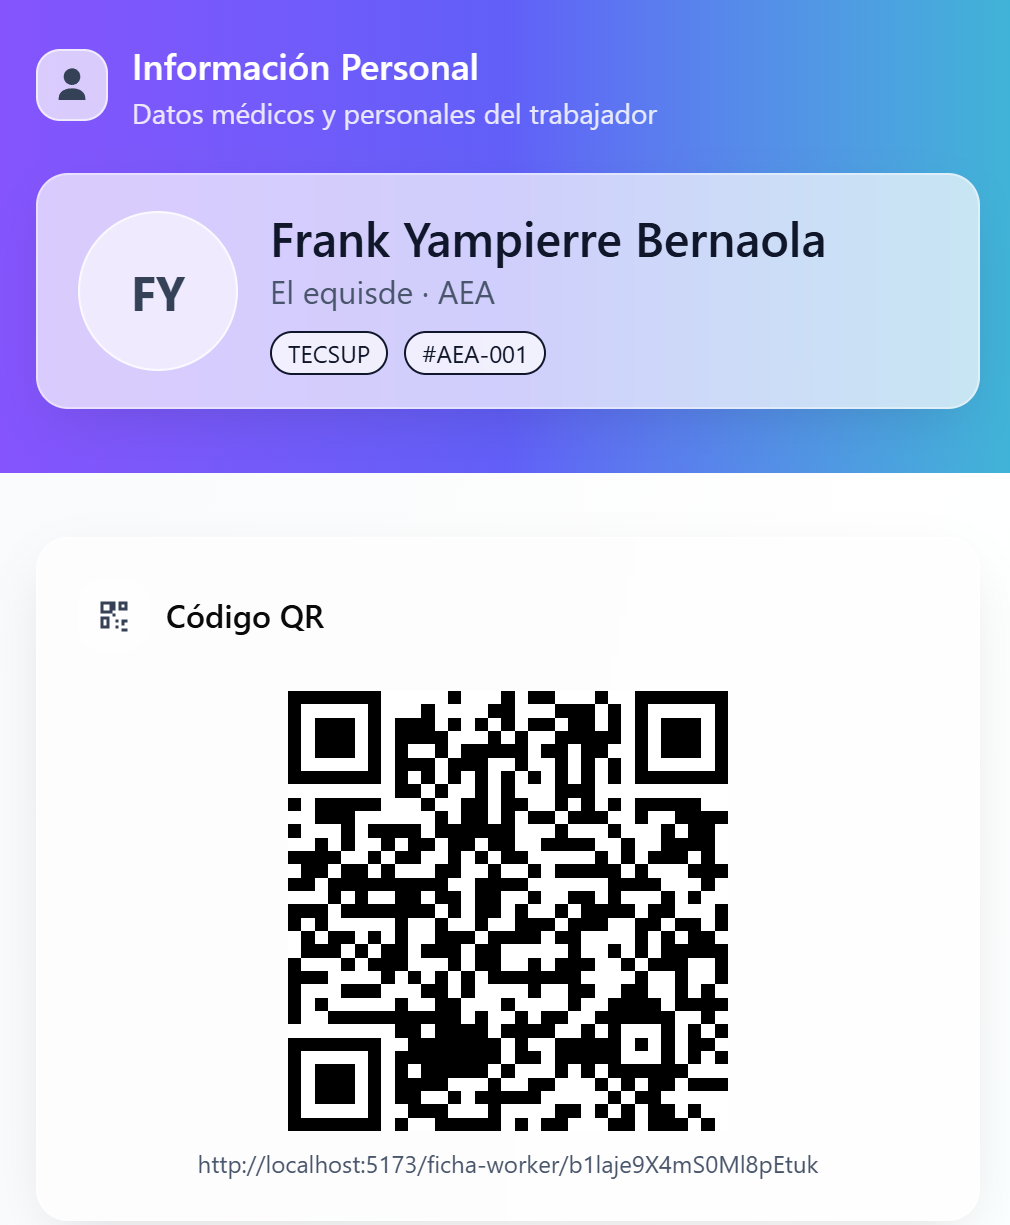 Información Personal
Datos médicos y personales del trabajador
FY
Frank Yampierre Bernaola
El equisde · AEA
TECSUP
#AEA-001
Código QR
http://localhost:5173/ficha-worker/b1laje9X4mS0Ml8pEtuk